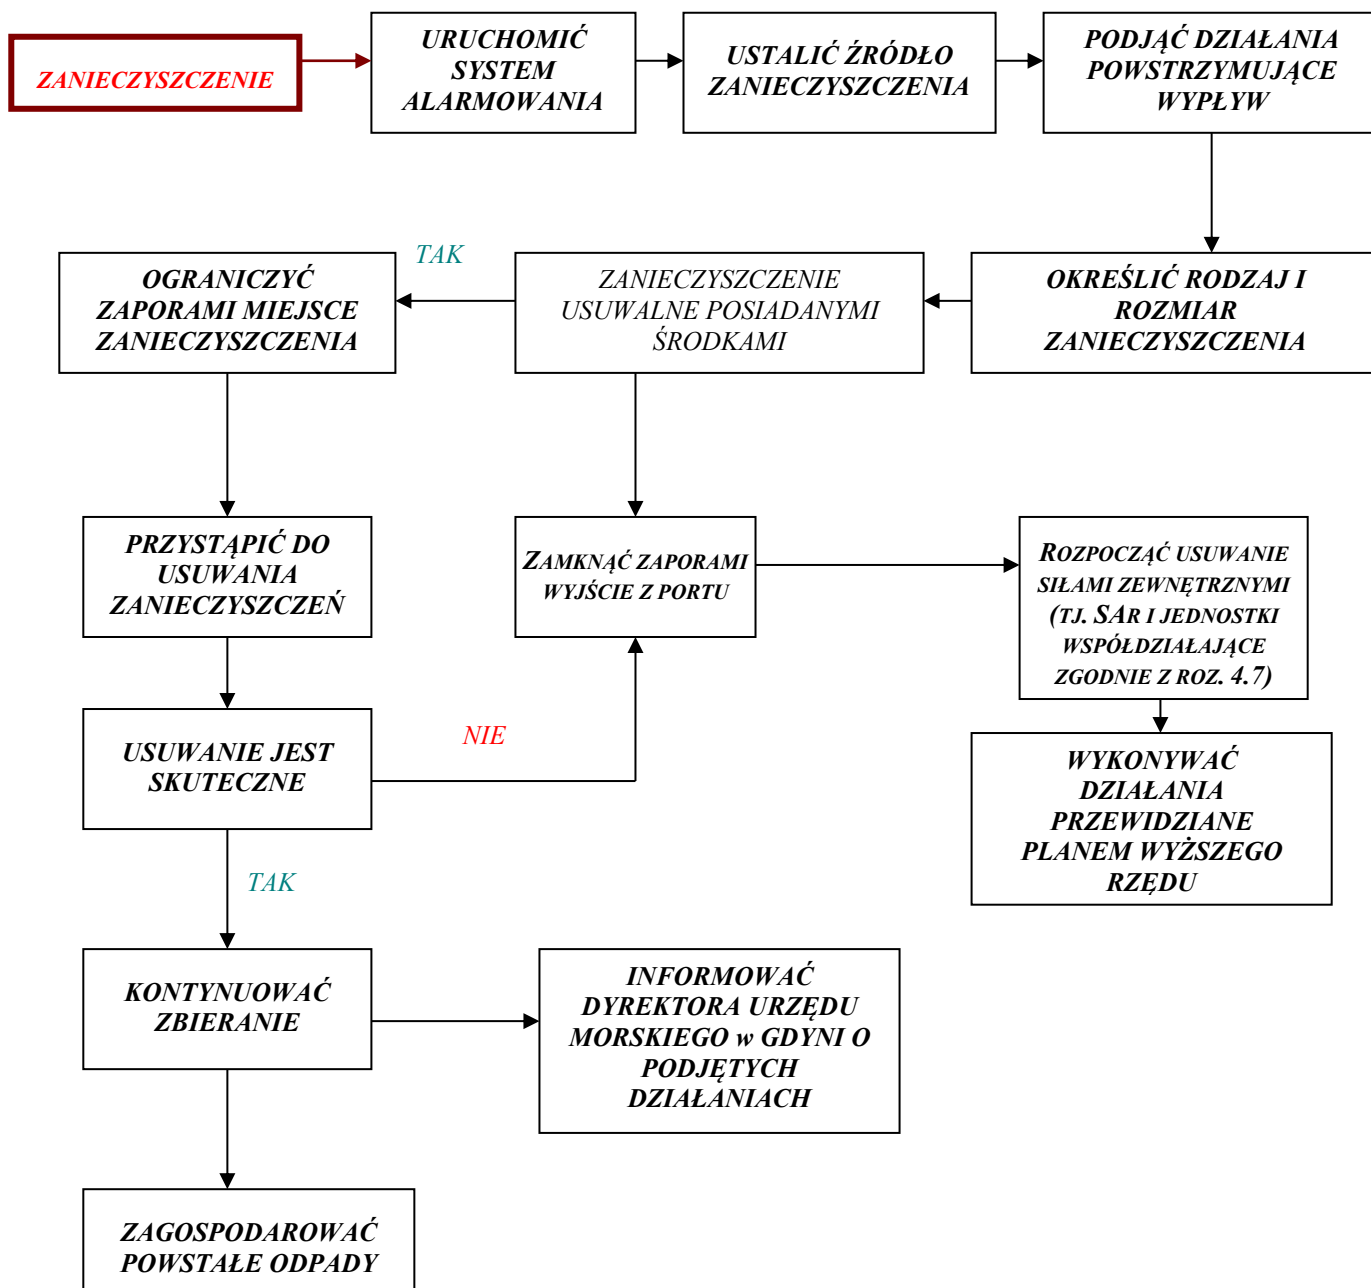 ZANIECZYSZCZENIE
URUCHOMIĆ
SYSTEM
ALARMOWANIA
USTALIĆ ŹRÓDŁO
ZANIECZYSZCZENIA
PODJĄĆ DZIAŁANIA
POWSTRZYMUJĄCE
WYPŁYW
TAK
OGRANICZYĆ
ZAPORAMI MIEJSCE
ZANIECZYSZCZENIA
ZANIECZYSZCZENIE
USUWALNE POSIADANYMI
ŚRODKAMI
OKREŚLIĆ RODZAJ I
ROZMIAR
ZANIECZYSZCZENIA
PRZYSTĄPIĆ DO
USUWANIA
ZANIECZYSZCZEŃ
ZAMKNĄĆ ZAPORAMI
WYJŚCIE Z PORTU
ROZPOCZĄĆ USUWANIE
SIŁAMI ZEWNĘTRZNYMI
(TJ. SAR I JEDNOSTKI
WSPÓŁDZIAŁAJĄCE
ZGODNIE Z ROZ. 4.7)
USUWANIE JEST
SKUTECZNE
NIE
WYKONYWAĆ
DZIAŁANIA
PRZEWIDZIANE
PLANEM WYŻSZEGO
RZĘDU
TAK
KONTYNUOWAĆ
ZBIERANIE
INFORMOWAĆ
DYREKTORA URZĘDU
MORSKIEGO w GDYNI O
PODJĘTYCH
DZIAŁANIACH
ZAGOSPODAROWAĆ
POWSTAŁE ODPADY